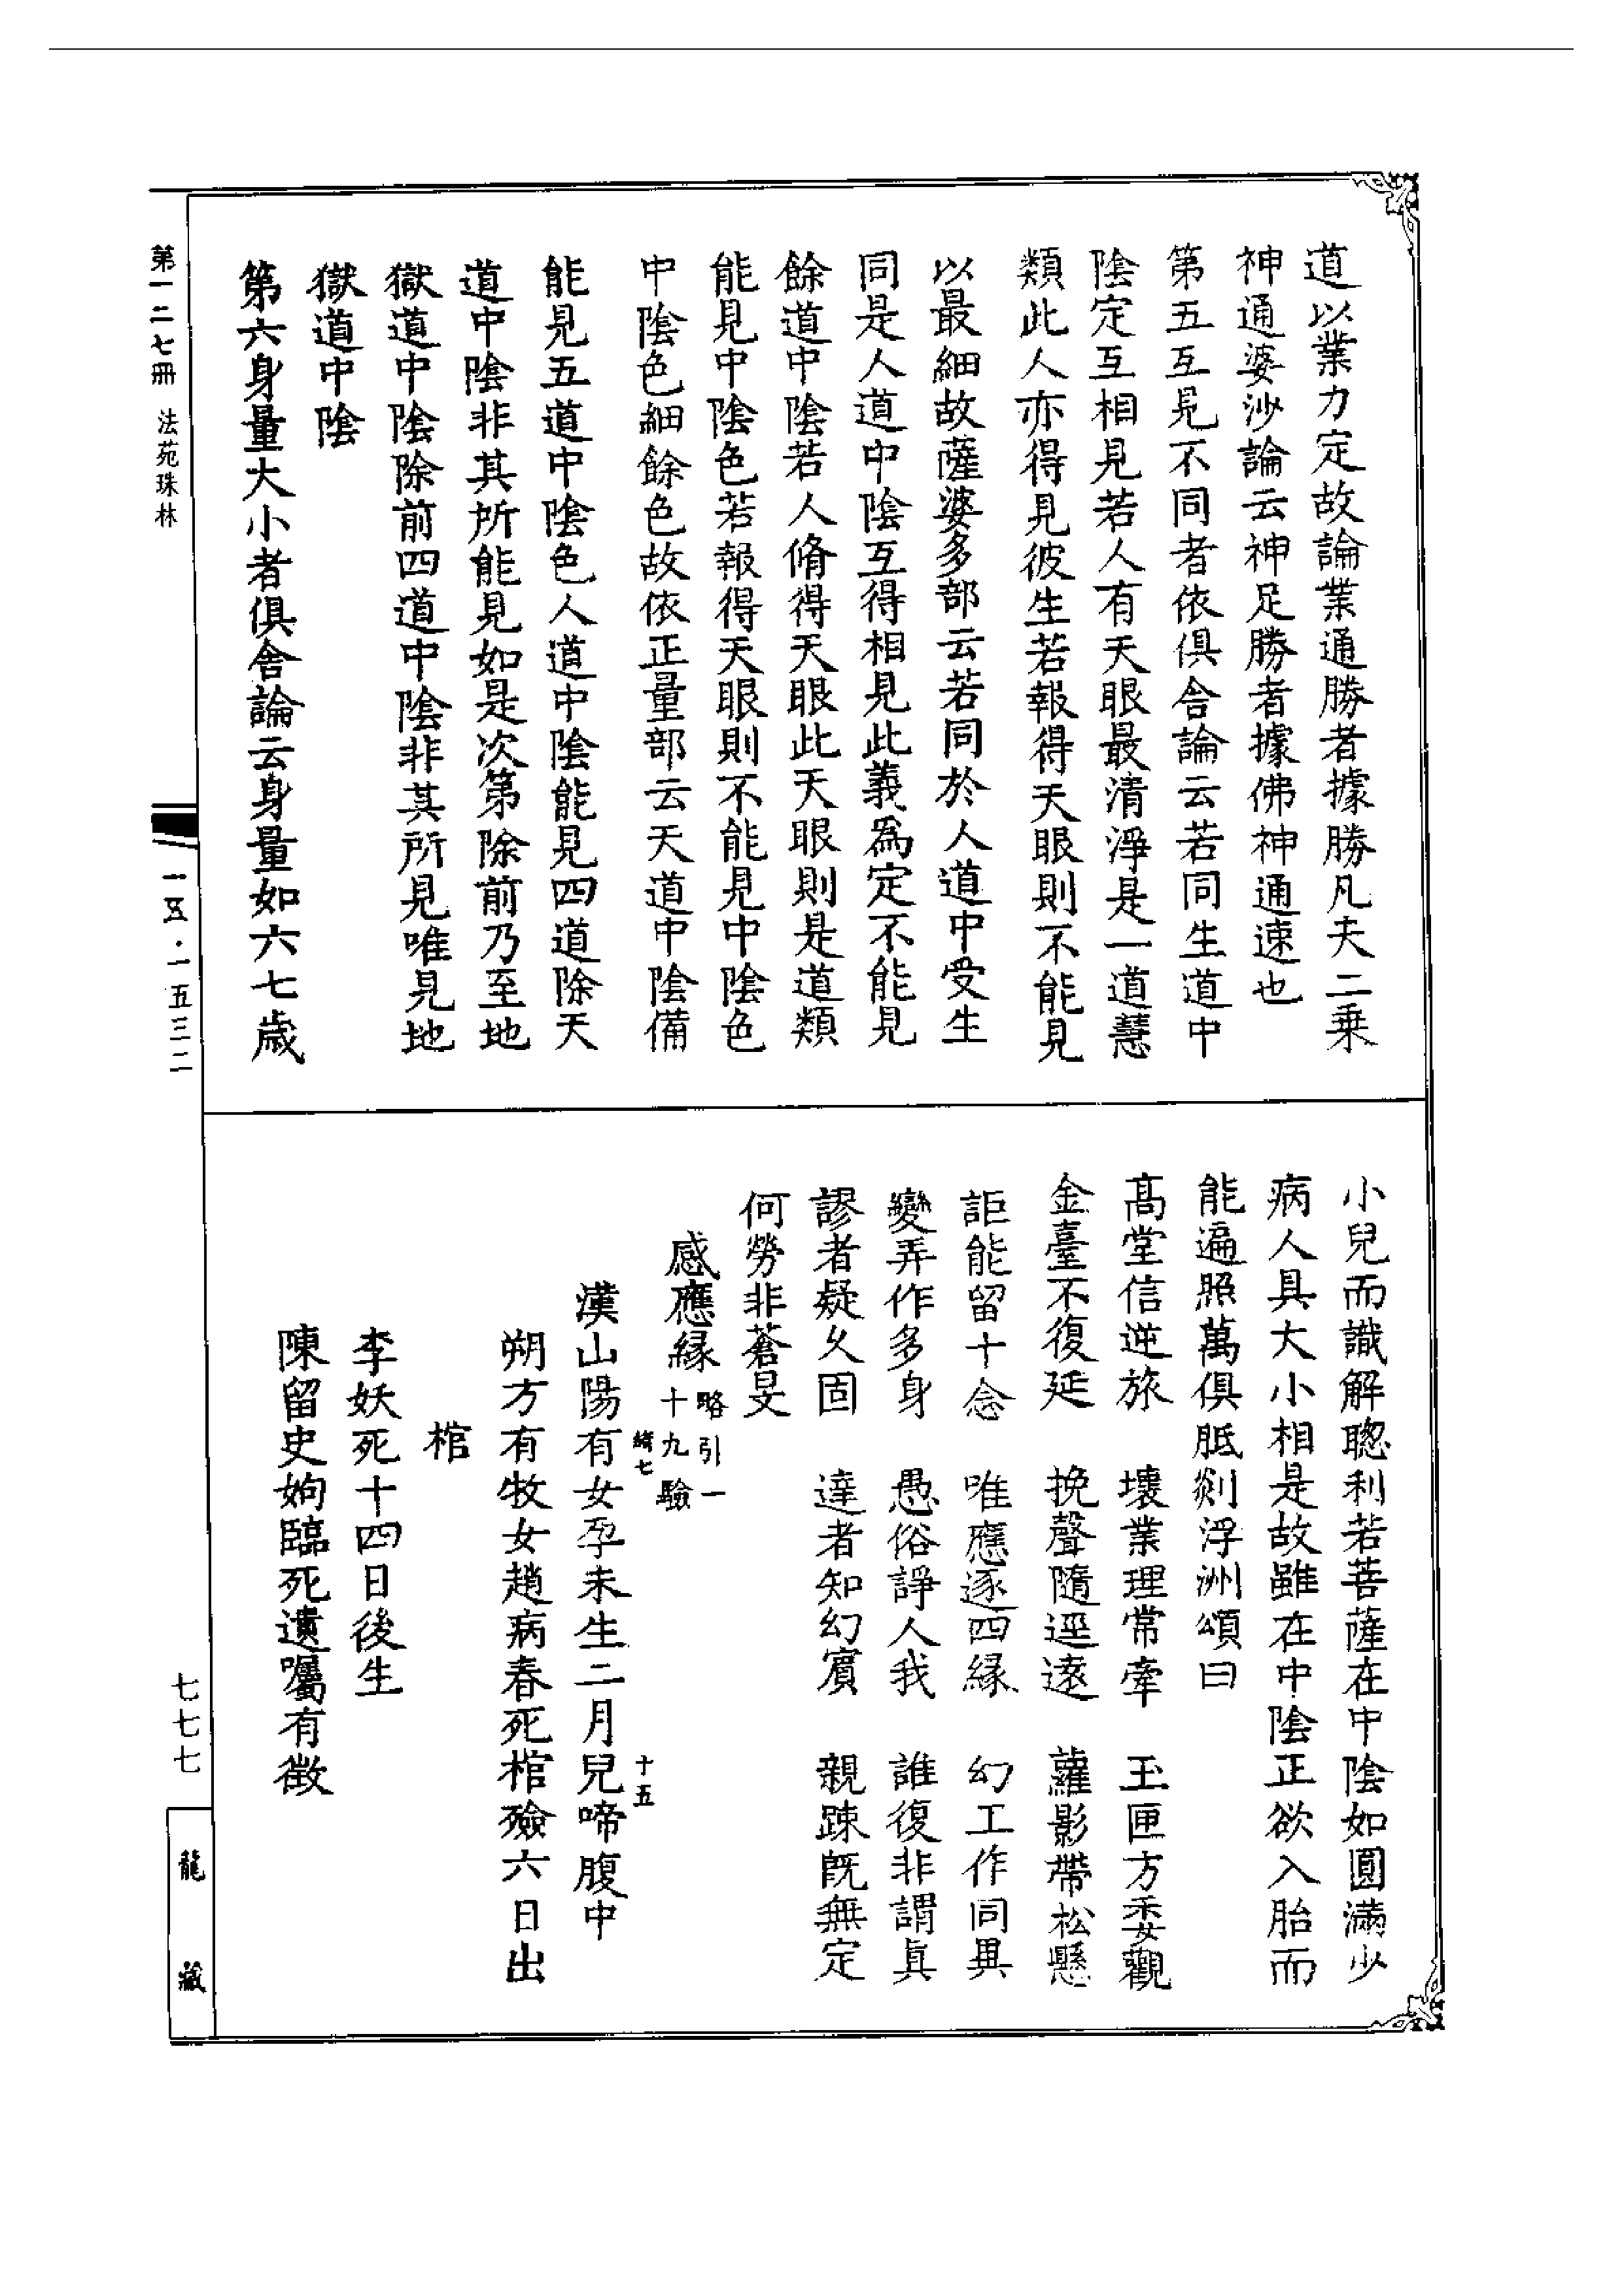 道以業力定故論業通勝者據勝凡夫二乗
神通婆沙論云神足勝者據佛神通速也
第五互見不同者依俱舍論云若同生道中
陰定互相見若人有天眼最清淨是一道慧
類此人亦得見彼生若報得天眼則不能見
以最細故薩婆多部云若同於人道中受生
同是人道中陰互得相見此義爲定不能見
餘道中陰若人脩得天眼此天眼則是道類
能見中陰色若報得天眼則不能見中陰色
中陰色細餘色故依正量部云天道中陰備
能見五道中陰色人道中陰能見四道除天
道中陰非其所能見如是次第除前乃至地
獄道中陰除前四道中陰非其所見唯見地
獄道中陰
第六身量大小者俱舍論云身量如六七歲
小兒而識解聰利若菩薩在中陰如圓滿少
病人具大小相是故雖在中陰正欲入胎而
能遍照萬俱胝剡浮洲頌曰
髙堂信逆旅　壞業理常牽　玉匣方委觀
金臺不復延　挽聲隨逕遠　蘿影帶松懸
詎能留十念　唯應逐四緣　幻工作同異
變弄作多身　愚俗諍人我　誰復非謂真
謬者疑久固　達者知幻賓　親踈旣無定
何勞非蒼旻
感應緣略引一十九驗
緒七
十五
漢山陽有女孕未生二月兒啼腹中
朔方有牧女趙病春死棺殮六日出
棺
李妖死十四日後生
陳留史姁臨死遺囑有徵
第一二七冊　法苑珠林
一五・一五三二
七七七
龍藏